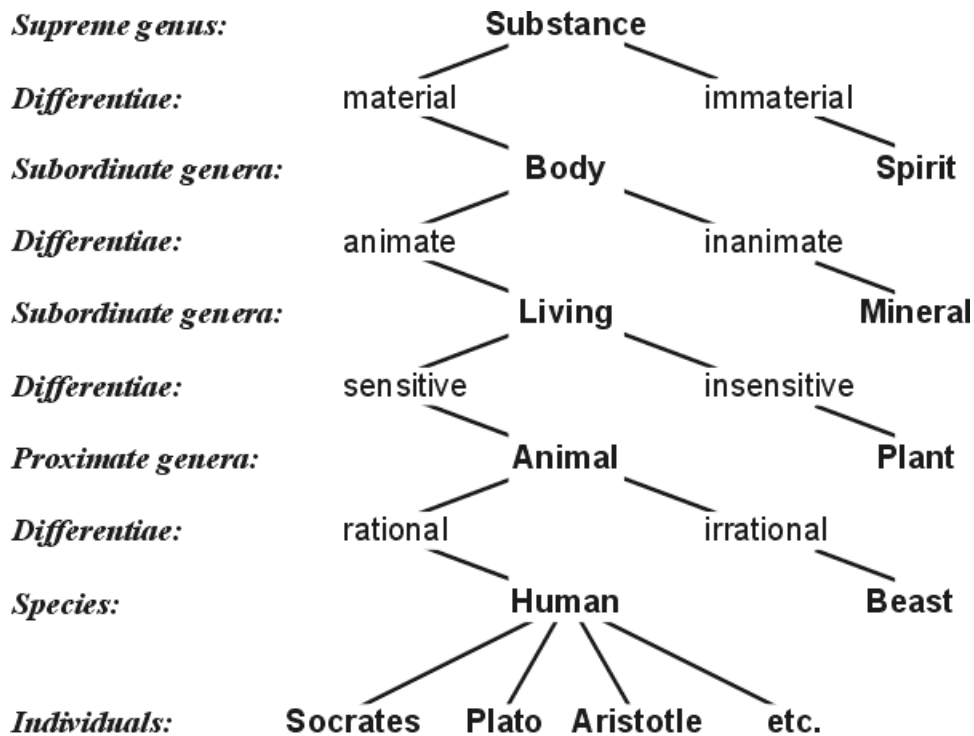 Supreme genus: Substance
Differentiae: material immaterial
Subordinate genera: Body Spirit
Differentiae: animate inanimate
Subordinate genera: Living Mineral
Differentiae: sensitive insensitive
Proximate genera: Animal Plant
Differentiae: rational irrational
Species: Human Beast
Individuals: Socrates Plato Aristotle etc.